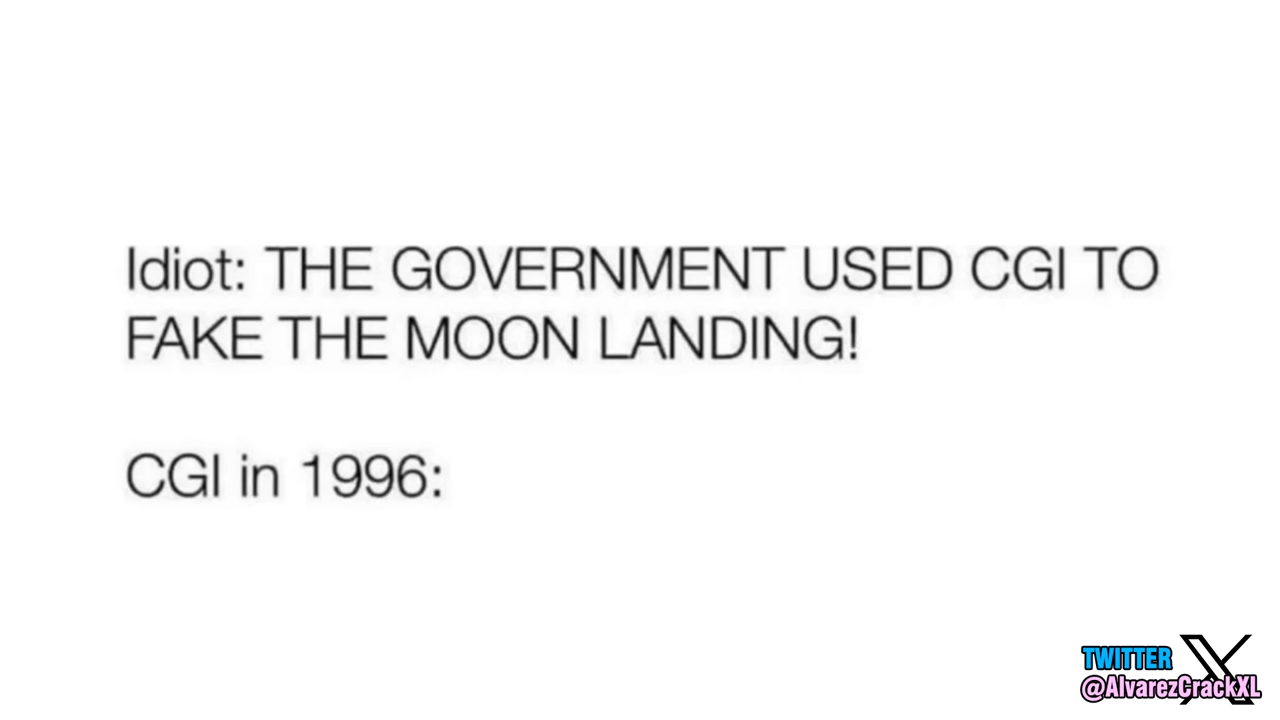 Idiot: THE GOVERNMENT USED CGI TO
FAKE THE MOON LANDING!
CGI in 1996:
TWITTER
@AlvarezCrackXL